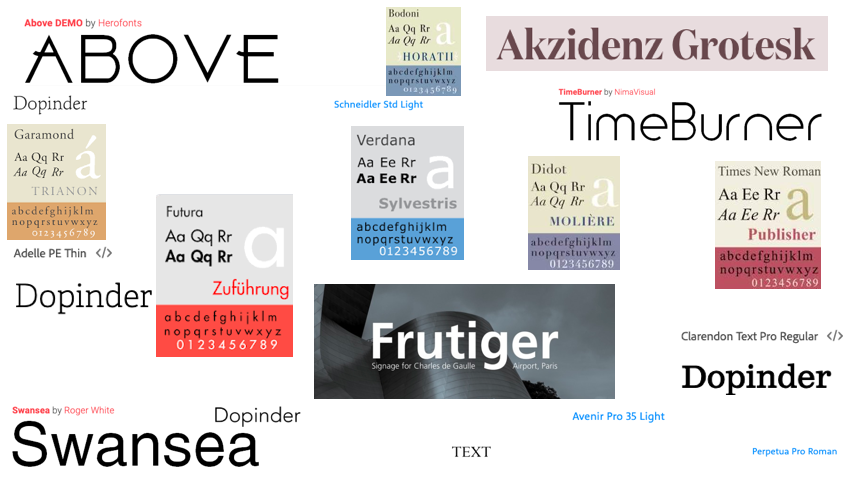 Above DEMO by Herofonts
ABOVE
Dopinder
Bodoni
Aa Qq Rr
Aa Qq Rr
a
HORATII
abcdefghijklm
nopqrstuvwxyz
0123456789
Schneidler Std Light
Akzidenz Grotesk
TimeBurner by NimaVisual
TimeBurner
Garamond
Aa Qq Rr
Aa Qq Rr
á
TRIANON
abcdefghijklm
nopqrstuvwxyz
0123456789
Adelle PE Thin </>
Dopinder
Futura
Aa Qq Rr
Aa Qq Rr
a
Zuführung
abcdefghijklm
nopqrstuvwxyz
0123456789
Verdana
Aa Ee Rr
Aa Ee Rr
a
Sylvestris
abcdefghijklm
nopqrstuvwxyz
0123456789
Didot
Aa Qq Rr
Aa Qq Rr
a
MOLIÈRE
abcdefghijklm
nopqrstuvwxyz
0123456789
Times New Roman
Aa Ee Rr
Aa Ee Rr
a
Publisher
abcdefghijklm
nopqrstuvwxyz
0123456789
Frutiger
Signage for Charles de Gaulle Airport, Paris
Clarendon Text Pro Regular </>
Dopinder
Swansea by Roger White
Swansea
Dopinder
Avenir Pro 35 Light
TEXT
Perpetua Pro Roman